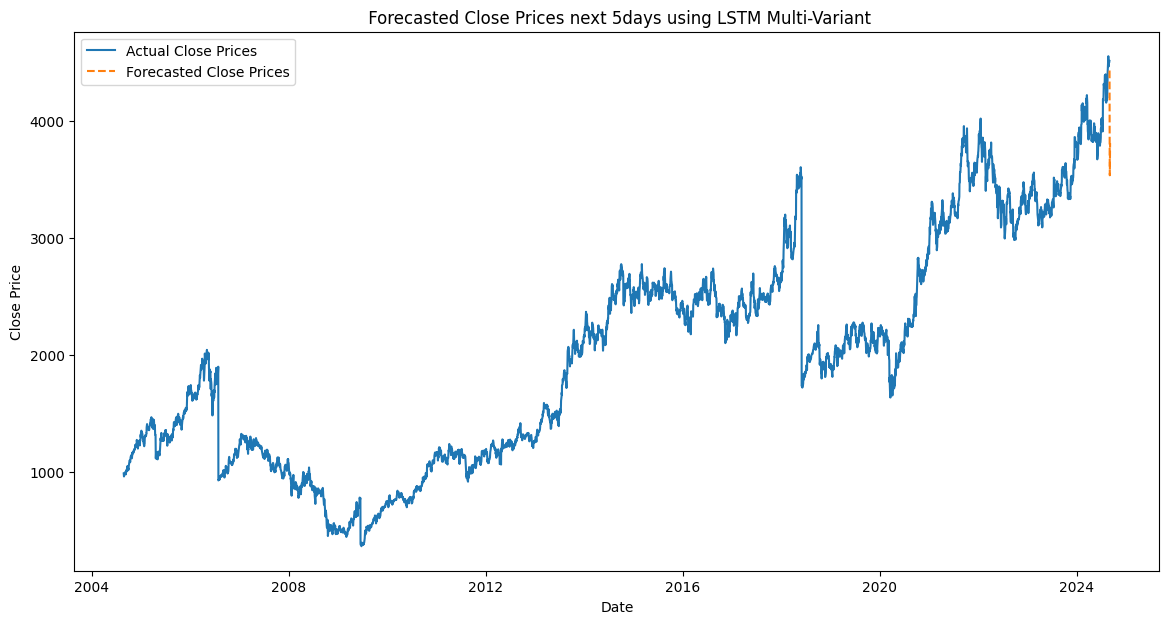 Forecasted Close Prices next 5days using LSTM Multi-Variant
Actual Close Prices
Forecasted Close Prices
Close Price
4000
3000
2000
1000
2004 2008 2012 2016 2020 2024
Date